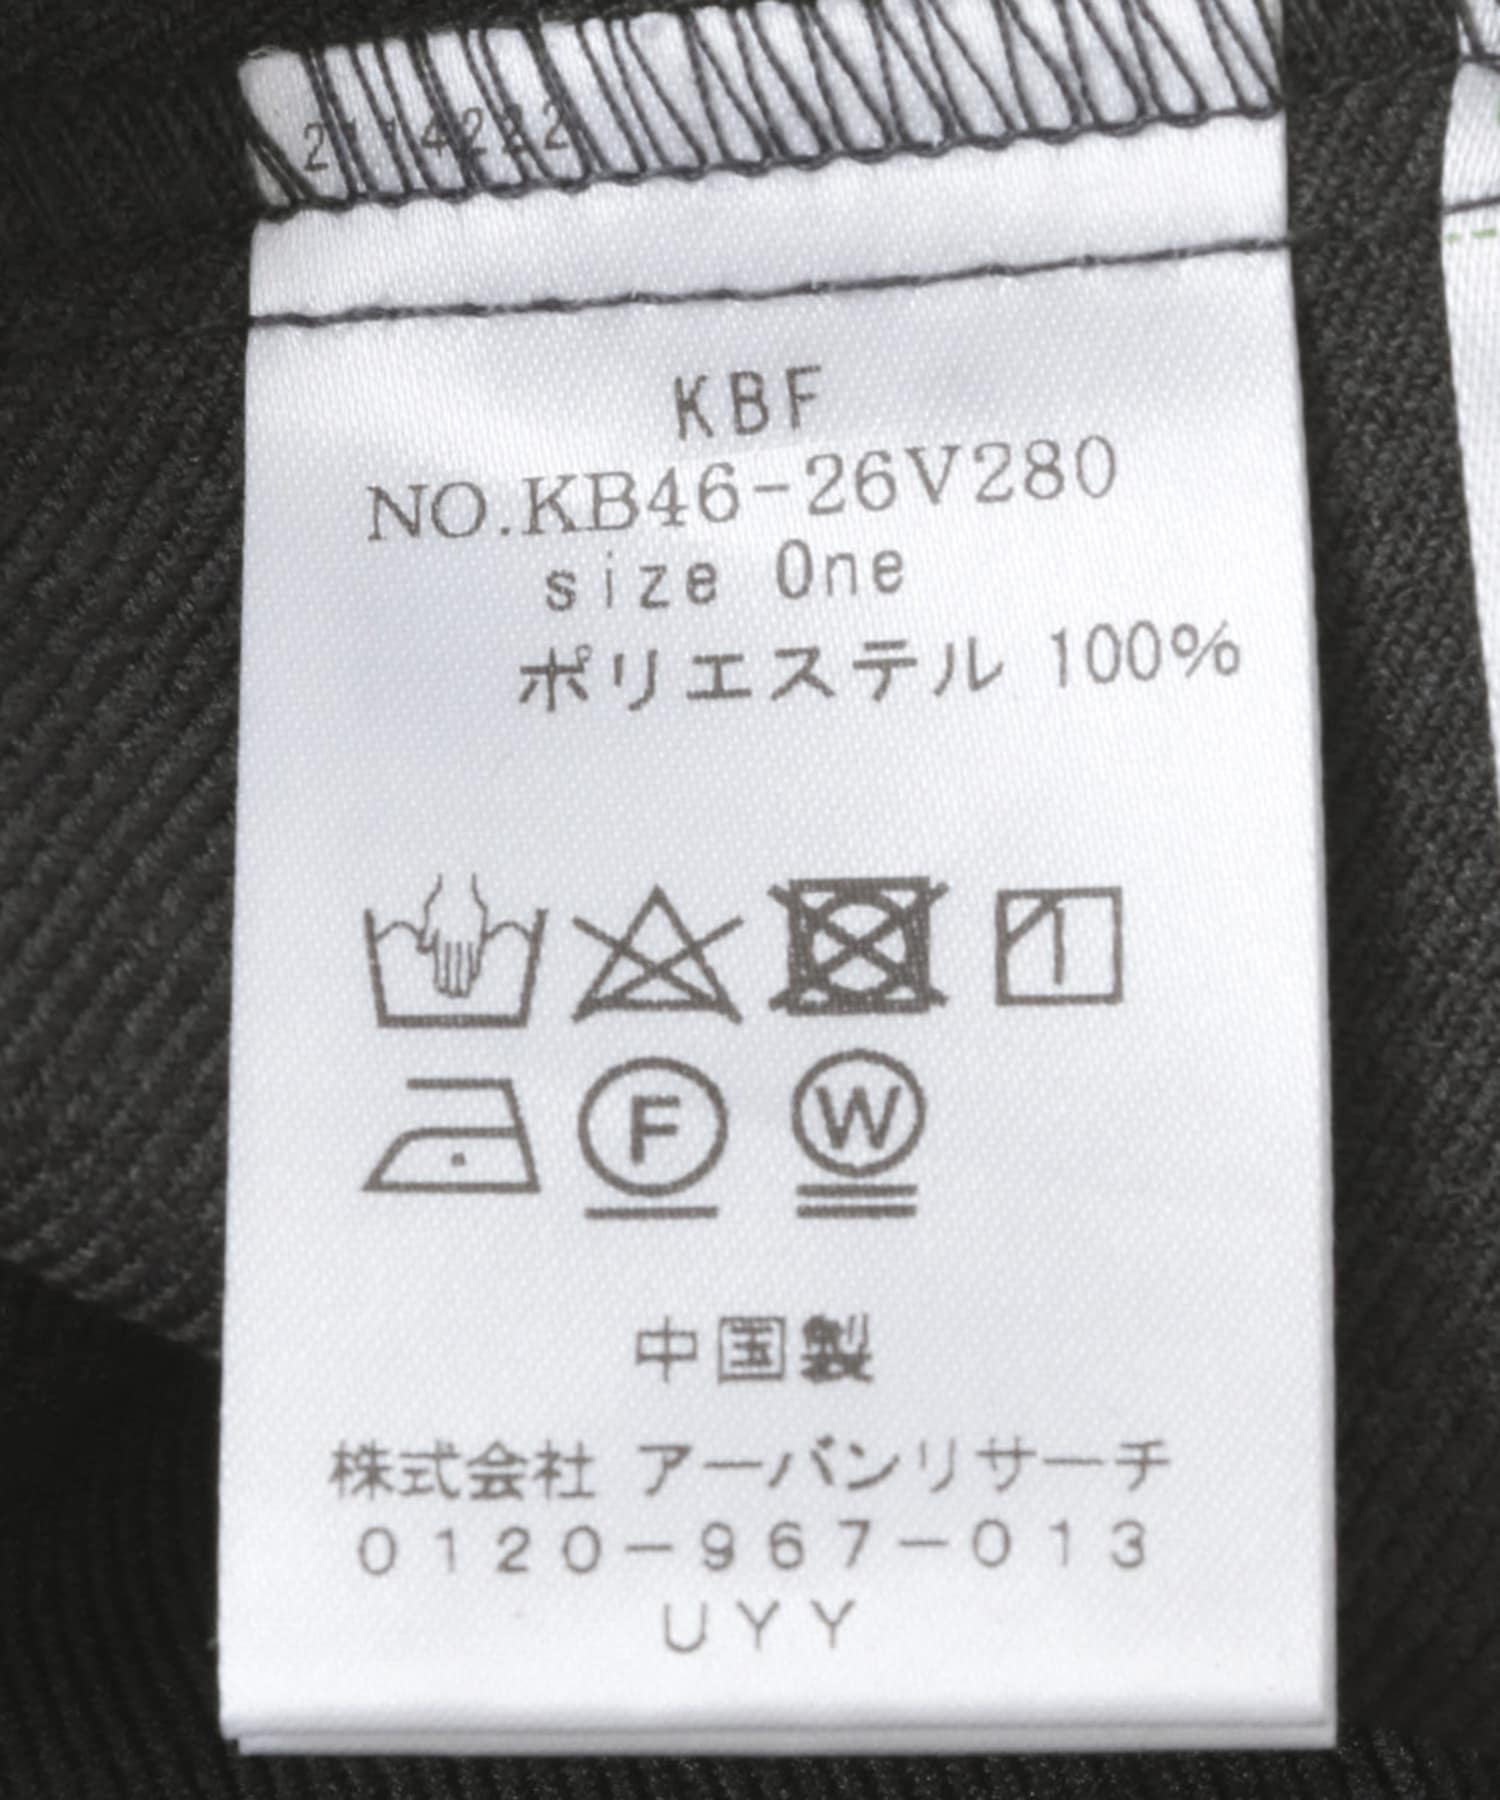 2114222
KBF
NO.KB46-26V280
size One
ポリエステル 100%
F
W
中国製
株式会社 アーバンリサーチ
0120-967-013
UYY